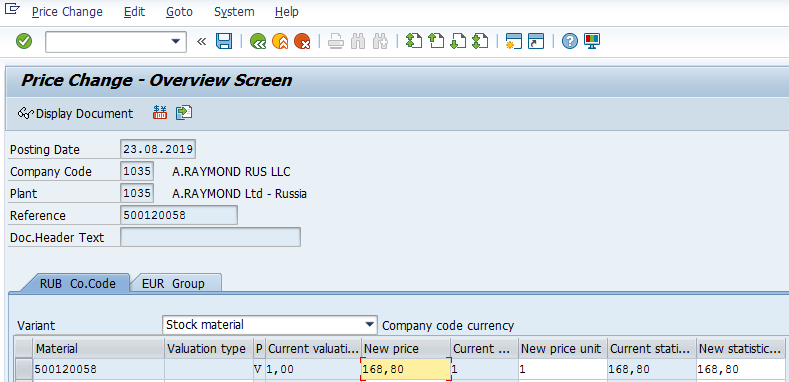 Price Change Edit Goto System Help
Price Change - Overview Screen
Display Document
Posting Date 23.08.2019
Company Code 1035 A.RAYMOND RUS LLC
Plant 1035 A.RAYMOND Ltd - Russia
Reference 500120058
Doc.Header Text
RUB Co.Code EUR Group
Variant Stock material Company code currency
Material Valuation type P Current valuati... New price Current ... New price unit Current stati... New statistic...
500120058 V 1,00 168,80 1 1 168,80 168,80